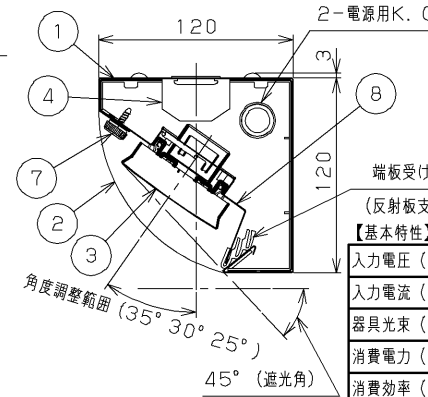 120
2-電源用K.
1
3
4
8
7
120
端板受け
2
(反射板支
3
【基本特性】
入力電圧(
角度調整範囲(35°30°25°)
入力電流(
器具光束(
消費電力(
45°(遮光角)
消費効率(